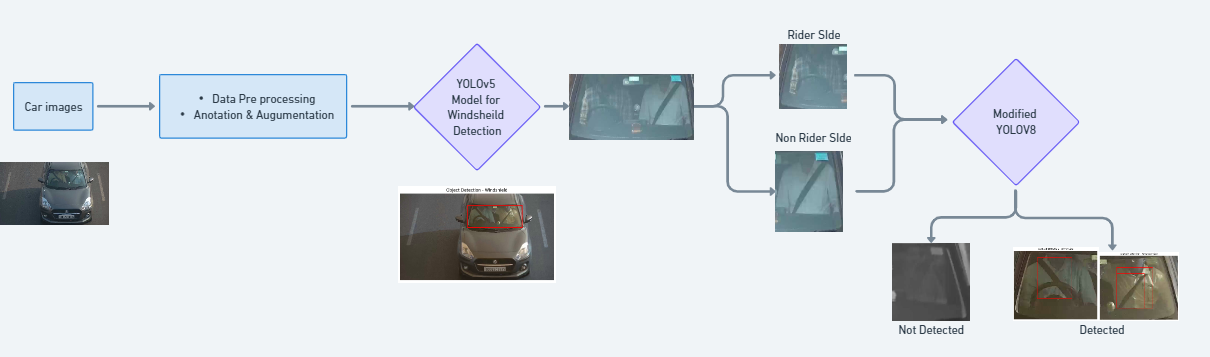 Car images
• Data Pre processing
• Anotation & Augumentation
YOLOv5
Model for
Windsheild
Detection
Object Detection - Windshield
Rider SIde
Non Rider SIde
Modified
YOLOV8
Not Detected
Detected